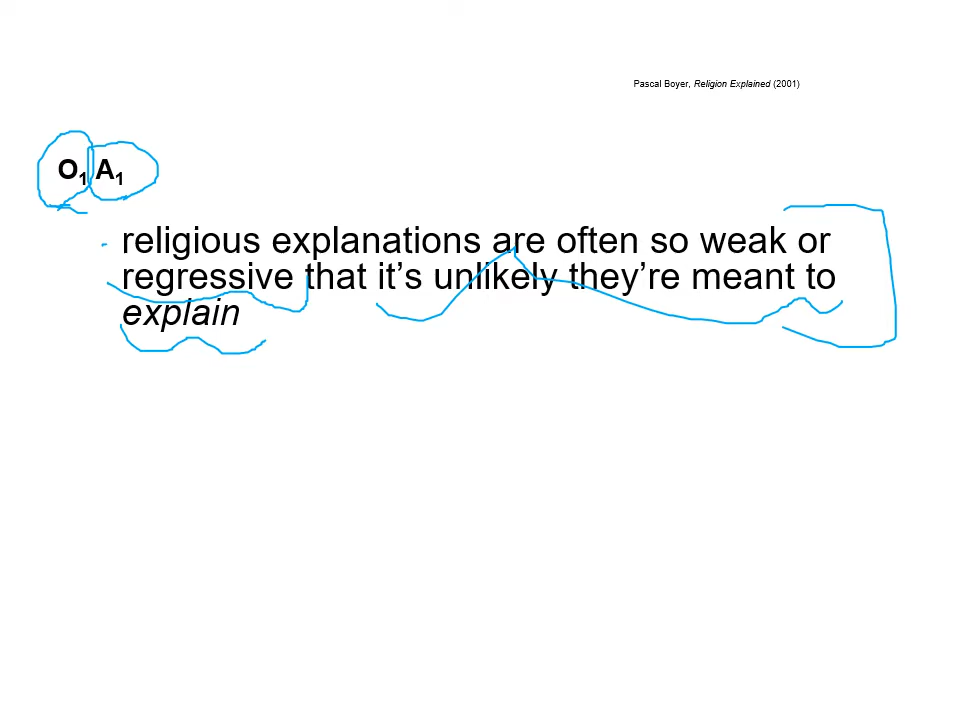 Pascal Boyer, Religion Explained (2001)
O1 A1
religious explanations are often so weak or
regressive that it’s unlikely they’re meant to
explain